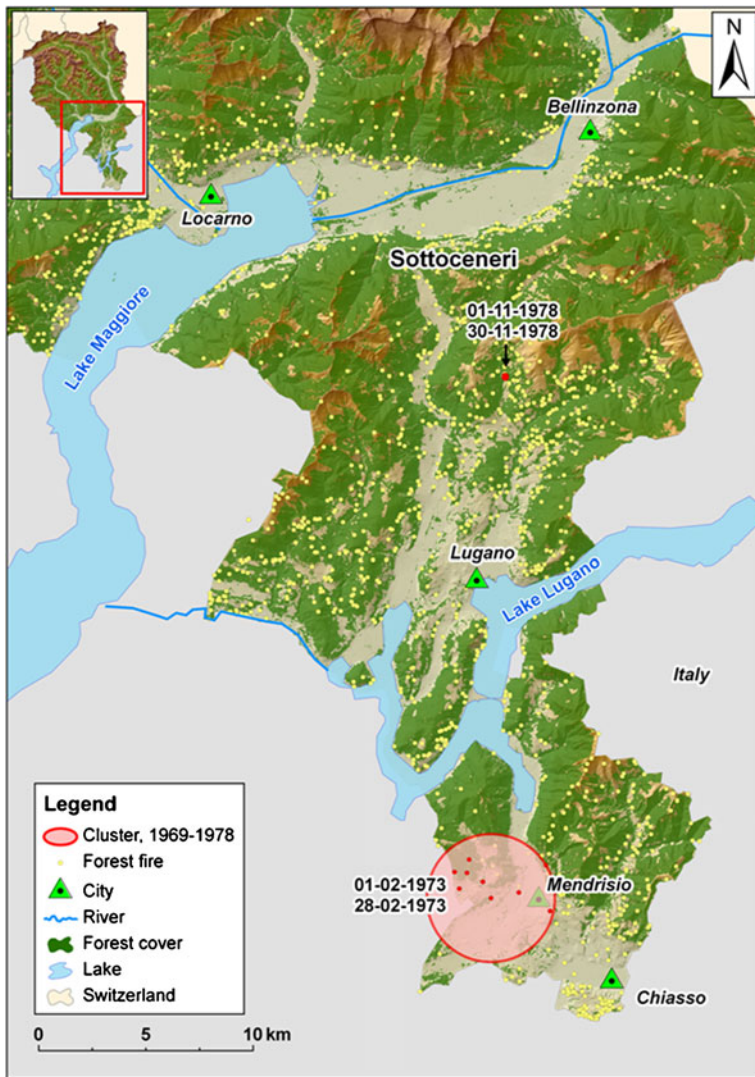 N
Bellinzona
Locarno
Sottoceneri
01-11-1978
30-11-1978
Lake Maggiore
Lugano
Lake Lugano
Italy
Legend
Cluster, 1969-1978
Forest fire
City
River
Forest cover
Lake
Switzerland
01-02-1973
28-02-1973
Mendrisio
Chiasso
0 5 10 km